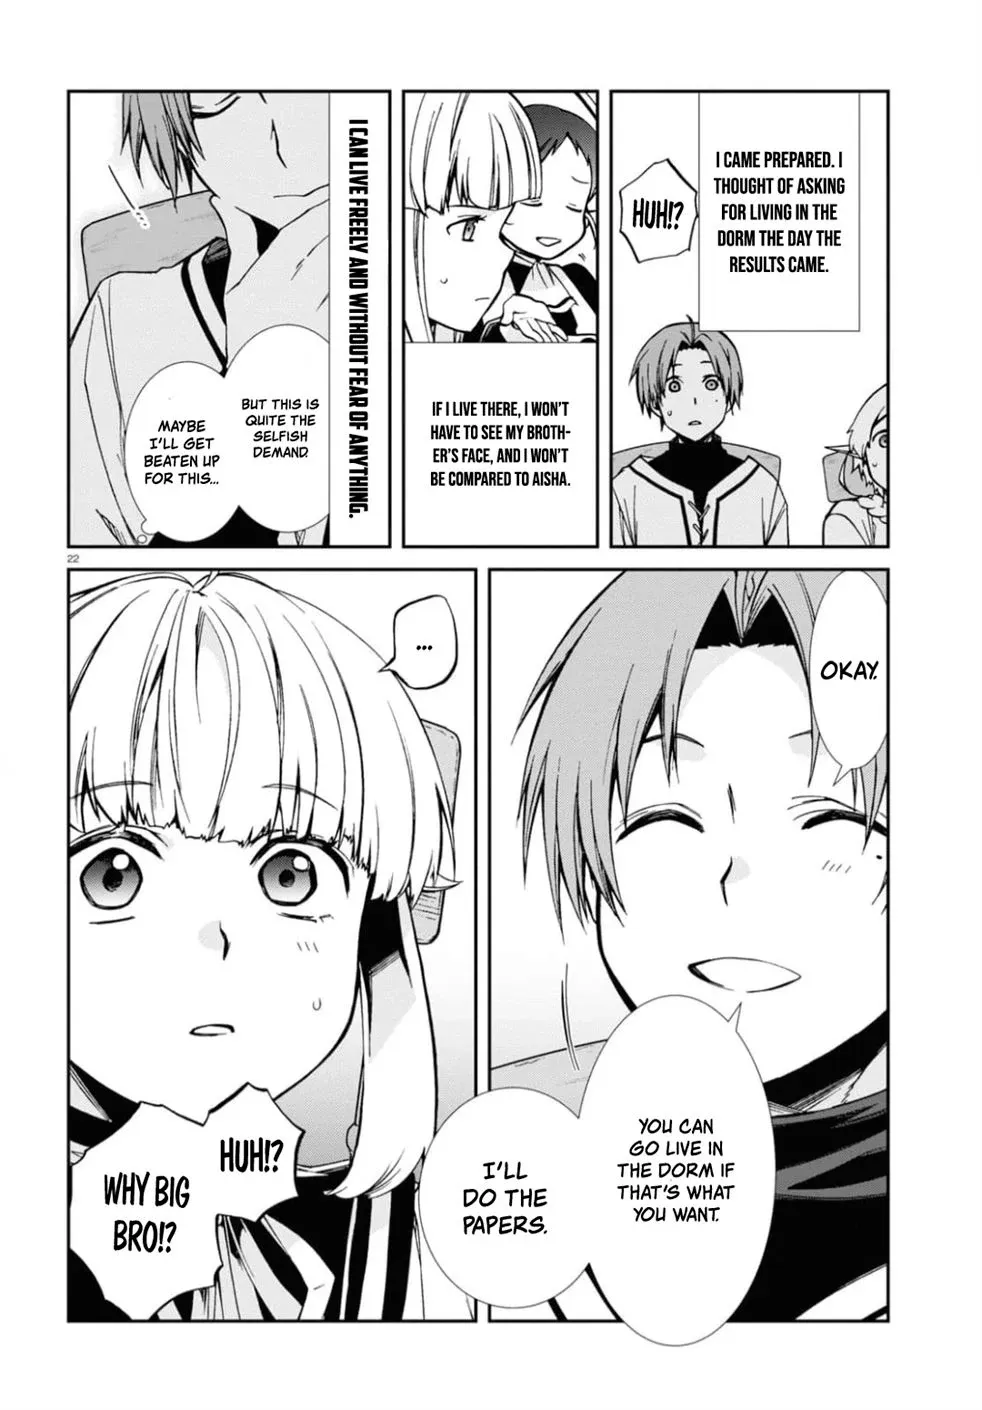 I CAME PREPARED. I
THOUGHT OF ASKING
FOR LIVING IN THE
DORM THE DAY THE
RESULTS CAME.
HUH!?
IF I LIVE THERE, I WON'T
HAVE TO SEE MY BROTH-
ER'S FACE, AND I WON'T
BE COMPARED TO AISHA.
I CAN LIVE FREELY AND WITHOUT FEAR OF ANYTHING.
BUT THIS IS
QUITE THE
SELFISH
DEMAND
MAYBE
I'LL GET
BEATEN UP
FOR THIS...
22
OKAY.
YOU CAN
GO LIVE IN
THE DORM IF
THAT'S WHAT
YOU WANT.
I'LL
DO THE
PAPERS.
...
HUH!?
WHY BIG
BRO!?